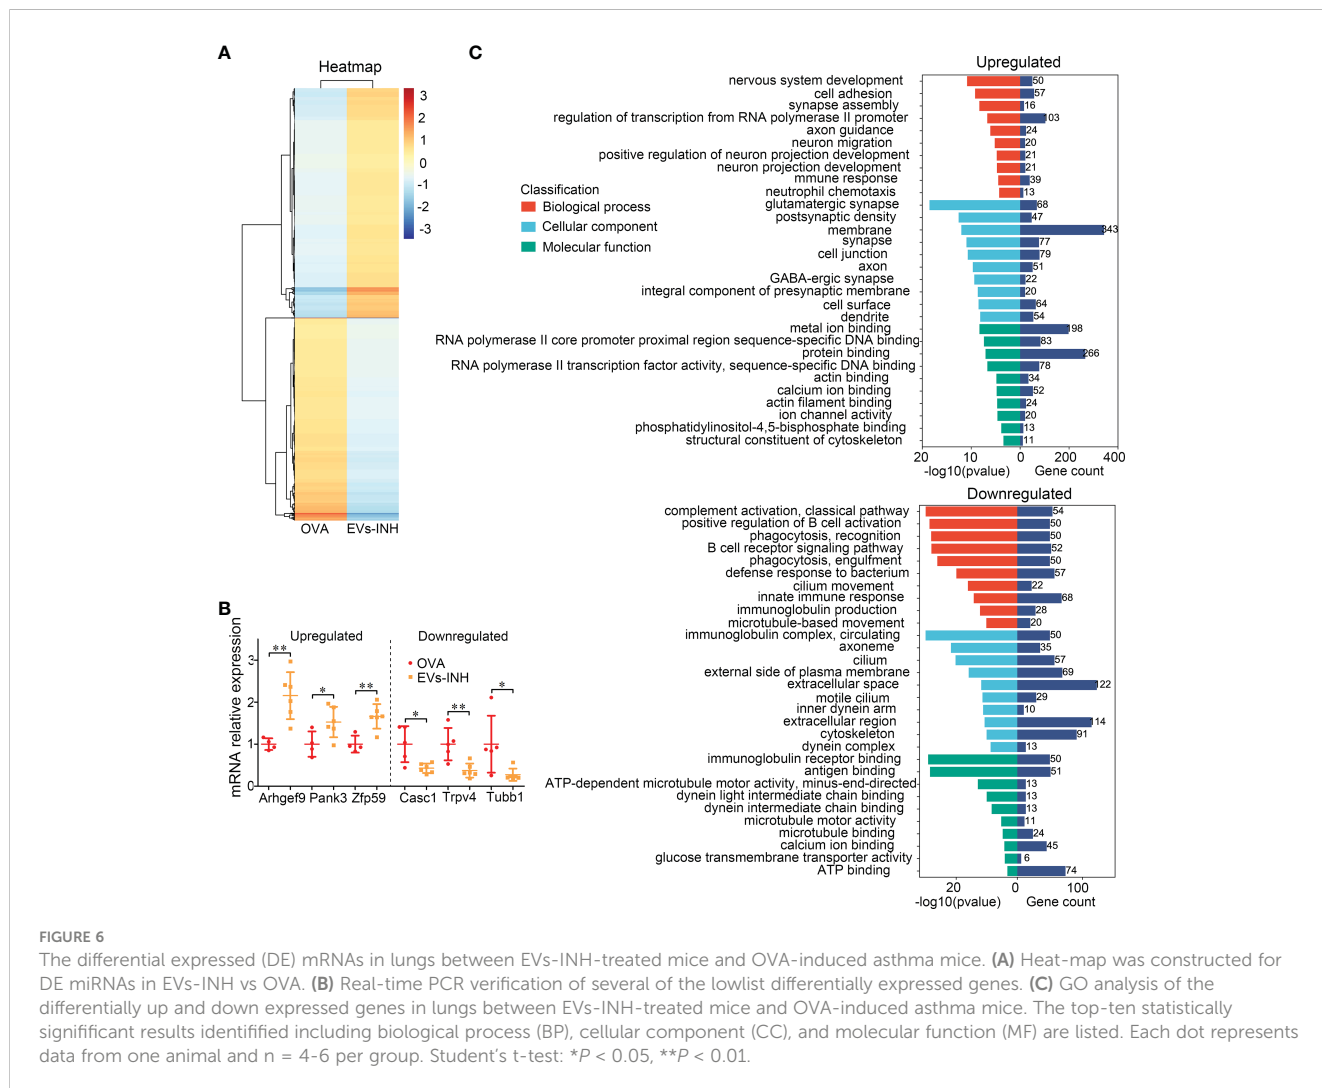 A
Heatmap
3
2
1
0
-1
-2
-3
OVA
EVs-INH
B
Upregulated
Downregulated
mRNA relative expression
3
2
1
0
OVA
EVs-INH
**
*
**
*
**
*
Arhgef9
Pank3
Zfp59
Casc1
Trpv4
Tubb1
C
Classification
Biological process
Cellular component
Molecular function
Upregulated
nervous system development 50
cell adhesion 57
synapse assembly 16
regulation of transcription from RNA polymerase II promoter 103
axon guidance 24
neuron migration 20
positive regulation of neuron projection development 21
neuron projection development 21
mmune response 39
neutrophil chemotaxis 13
glutamatergic synapse 68
postsynaptic density 47
membrane 343
synapse 77
cell junction 79
axon 51
GABA-ergic synapse 22
integral component of presynaptic membrane 20
cell surface 64
dendrite 54
metal ion binding 198
RNA polymerase II core promoter proximal region sequence-specific DNA binding 83
protein binding 266
RNA polymerase II transcription factor activity, sequence-specific DNA binding 78
actin binding 34
calcium ion binding 52
actin filament binding 24
ion channel activity 20
phosphatidylinositol-4,5-bisphosphate binding 13
structural constituent of cytoskeleton 11
20 10 0 200 400
-log10(pvalue) Gene count
Downregulated
complement activation, classical pathway 54
positive regulation of B cell activation 50
phagocytosis, recognition 50
B cell receptor signaling pathway 52
phagocytosis, engulfment 50
defense response to bacterium 57
cilium movement 22
innate immune response 68
immunoglobulin production 28
microtubule-based movement 20
immunoglobulin complex, circulating 50
axoneme 35
cilium 57
external side of plasma membrane 69
extracellular space 122
motile cilium 29
inner dynein arm 10
extracellular region 114
cytoskeleton 91
dynein complex 13
immunoglobulin receptor binding 50
antigen binding 51
ATP-dependent microtubule motor activity, minus-end-directed 13
dynein light intermediate chain binding 13
dynein intermediate chain binding 13
microtubule motor activity 11
microtubule binding 24
calcium ion binding 45
glucose transmembrane transporter activity 6
ATP binding 74
20 0 100
-log10(pvalue) Gene count
FIGURE 6
The differential expressed (DE) mRNAs in lungs between EVs-INH-treated mice and OVA-induced asthma mice. (A) Heat-map was constructed for
DE miRNAs in EVs-INH vs OVA. (B) Real-time PCR verification of several of the lowlist differentially expressed genes. (C) GO analysis of the
differentially up and down expressed genes in lungs between EVs-INH-treated mice and OVA-induced asthma mice. The top-ten statistically
signifificant results identifified including biological process (BP), cellular component (CC), and molecular function (MF) are listed. Each dot represents
data from one animal and n = 4-6 per group. Student's t-test: *P < 0.05, **P < 0.01.